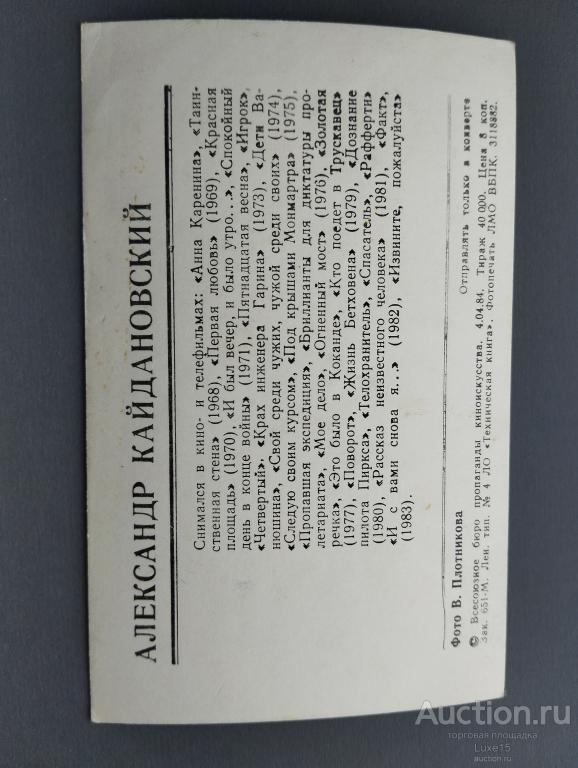 АЛЕКСАНДР КАЙДАНОВСКИЙ
Снимался в кино- и телефильмах: «Анна Каренина», «Таин-
ственная стена» (1968), «Первая любовь» (1969), «Красная
площадь» (1970), «И был вечер, и было утро...», «Спокойный
день в конце войны» (1971), «Пятнадцатая весна», «Игрок»,
«Четвертый», «Крах инженера Гарина» (1973), «Дети Ва-
нюшина», «Свой среди чужих, чужой среди своих» (1974),
«Следую своим курсом», «Под крышами Монмартра» (1975),
«Пропавшая экспедиция», «Бриллианты для диктатуры про-
летариата», «Мое дело», «Огненный мост» (1976), «Золотая
речка», «Это было в Коканде», «Кто поедет в Трускавец»
(1977), «Поворот», «Жизнь Бетховена» (1979), «Дознание
пилота Пиркса», «Телохранитель», «Спасатель», «Рафферти»
(1980), «Рассказ неизвестного человека» (1981), «Факт»,
«И с вами снова я...» (1982), «Извините, пожалуйста»
(1983).
Фото В. Плотникова
Отправлять только в конверте
© Всесоюзное бюро пропаганды киноискусства. 4.04.84. Тираж 40 000. Цена 8 коп.
Зак. 651-М. Лен. тип. № 4 ЛО «Техническая книга». Фотопечать ЛМО ВБПК. 3118882.
Auction.ru
торговая площадка
Luxe15
auction.ru